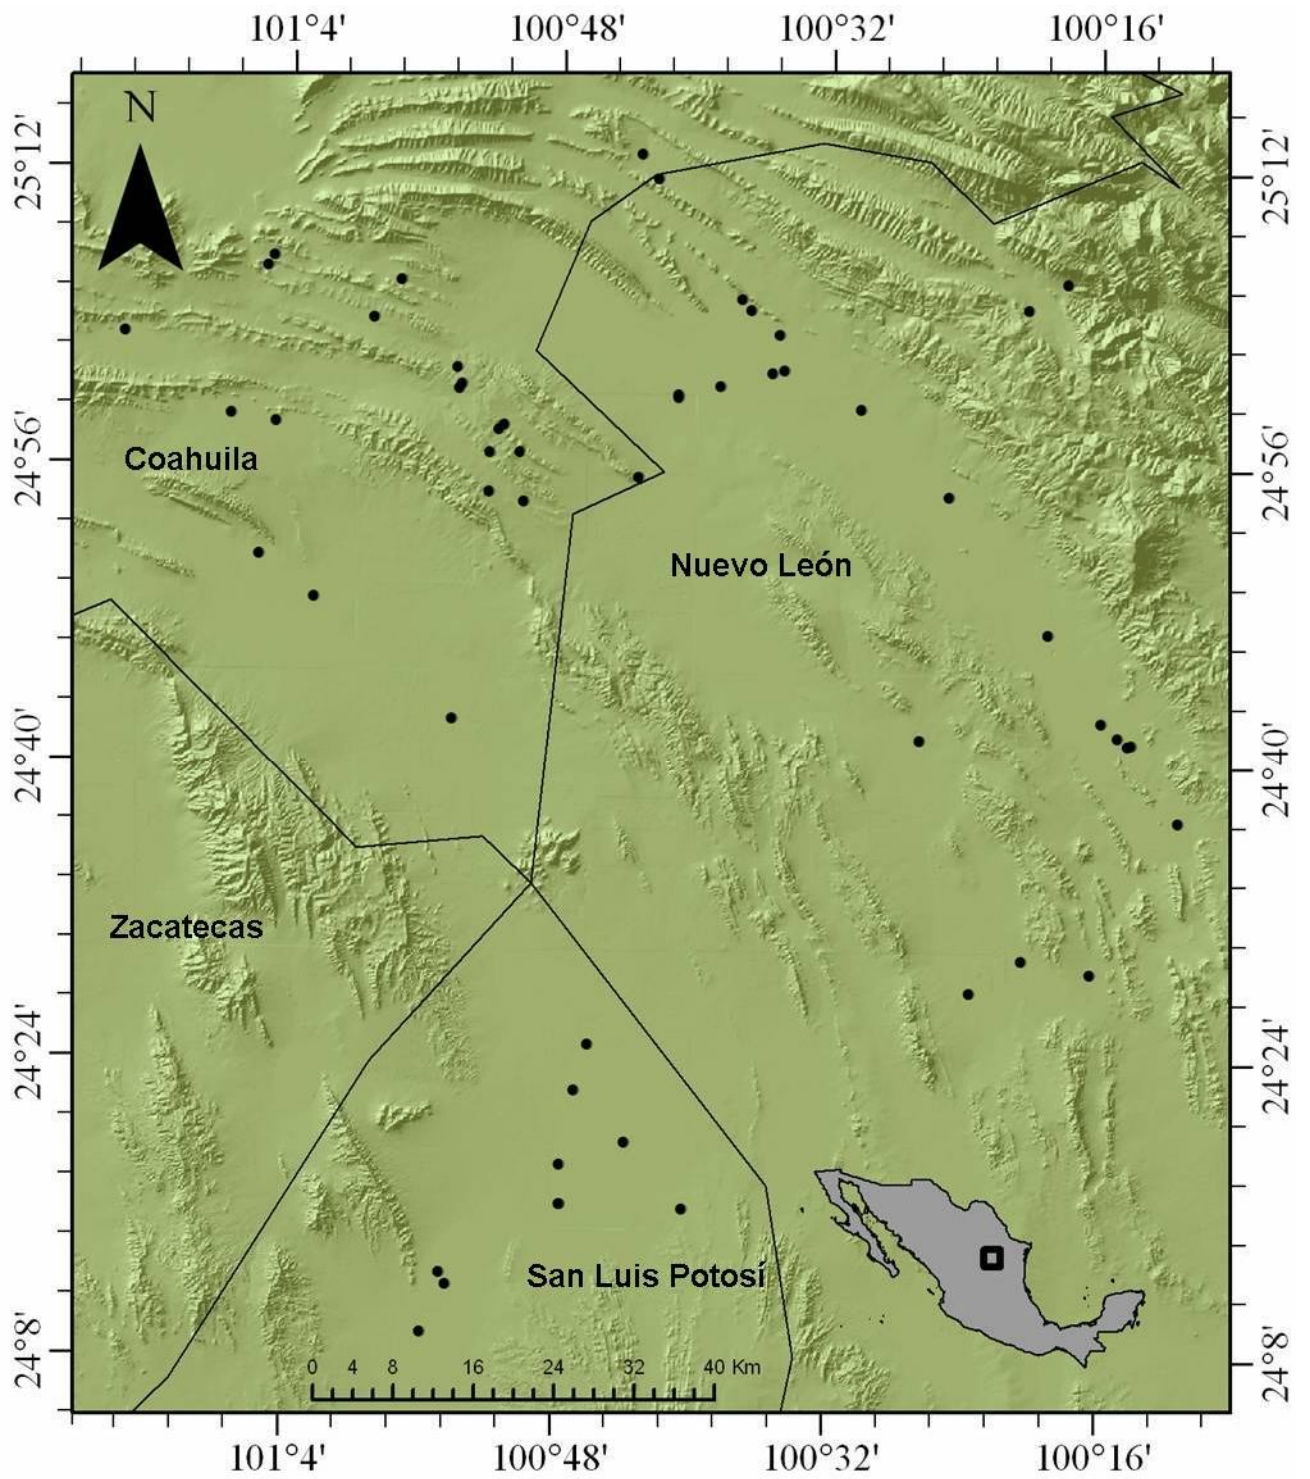 101°4' 100°48' 100°32' 100°16'
N
25°12' 25°12'
24°56' 24°56'
Coahuila
Nuevo León
24°40' 24°40'
Zacatecas
24°24' 24°24'
San Luis Potosí
24°8' 24°8'
0 4 8 16 24 32 40 Km
101°4' 100°48' 100°32' 100°16'